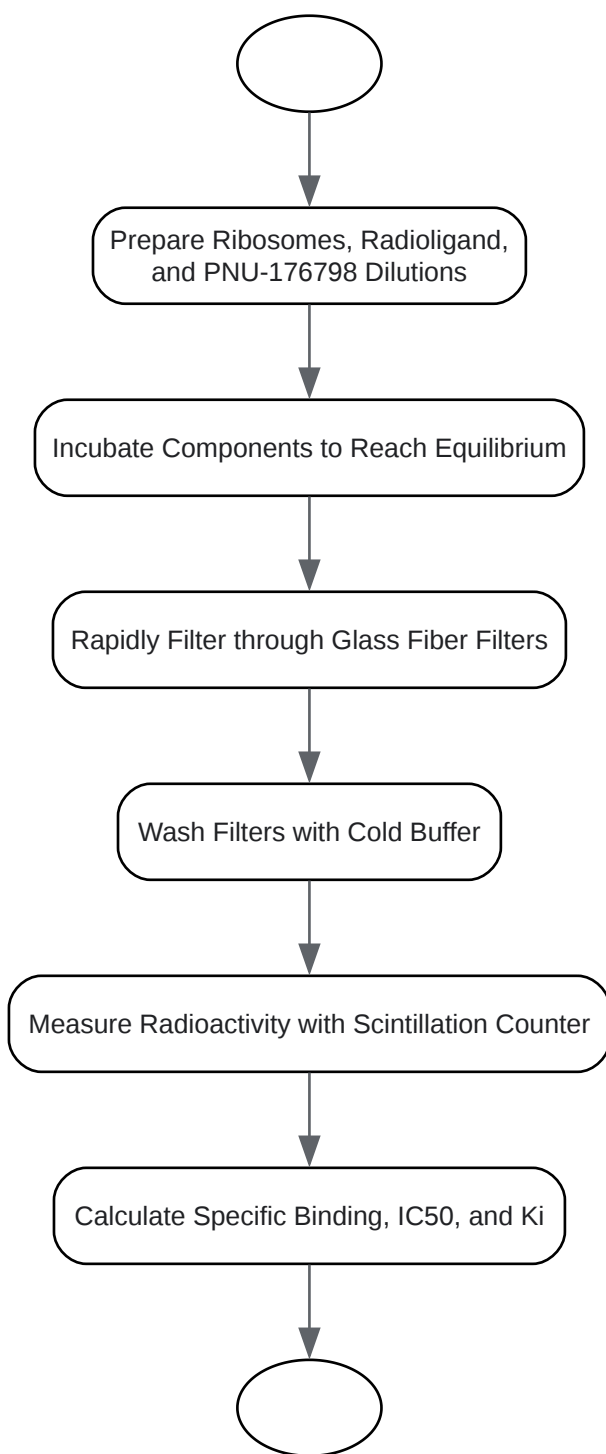 Prepare Ribosomes, Radioligand,
and PNU-176798 Dilutions
Incubate Components to Reach Equilibrium
Rapidly Filter through Glass Fiber Filters
Wash Filters with Cold Buffer
Measure Radioactivity with Scintillation Counter
Calculate Specific Binding, IC50, and Ki